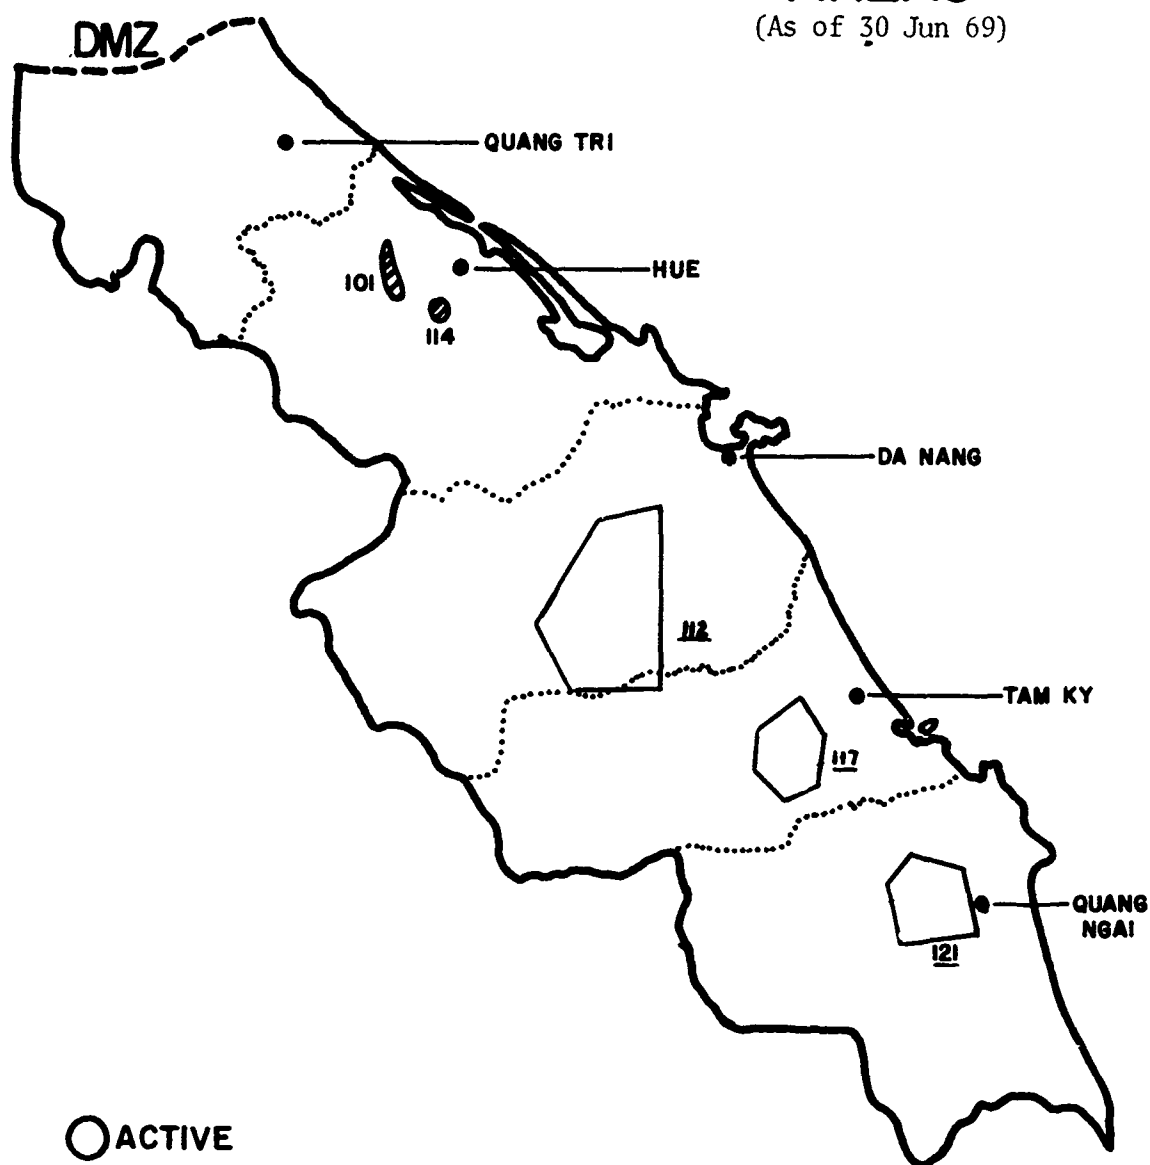 (As of 30 Jun 69)
DMZ
QUANG TRI
HUE
101
114
DA NANG
112
TAM KY
117
QUANG
NGAI
121
ACTIVE